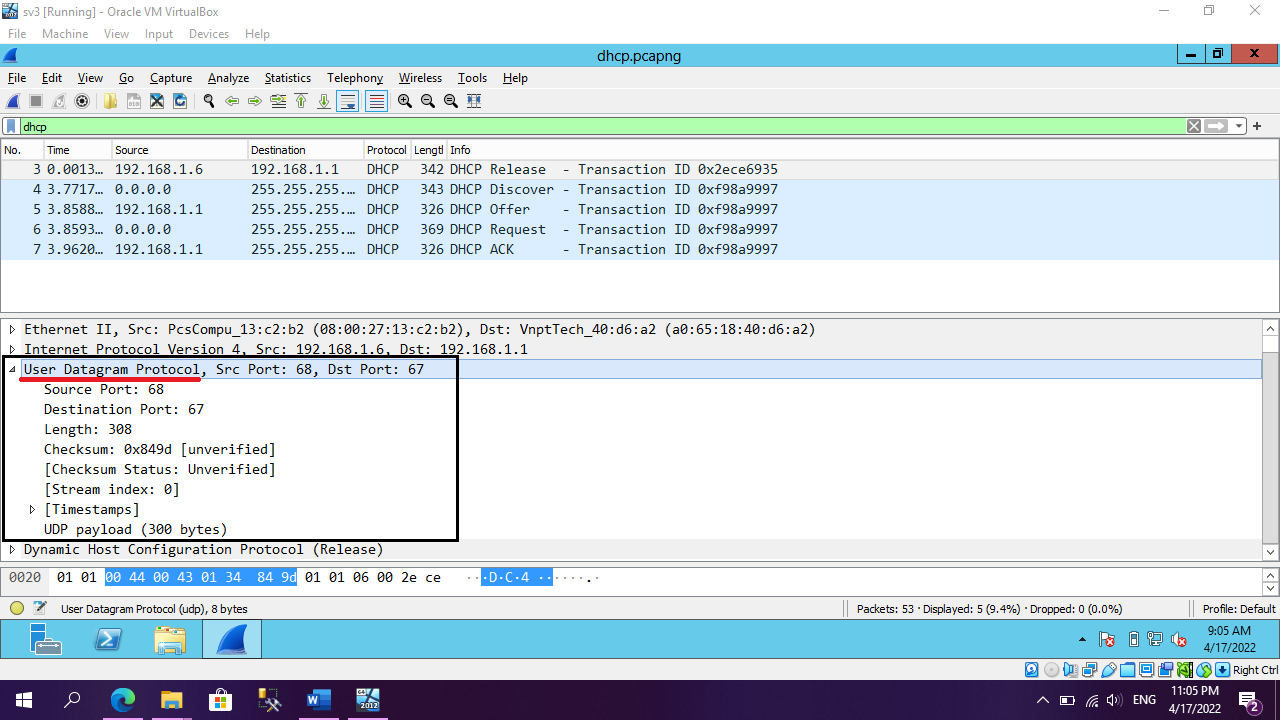 sv3 [Running] - Oracle VM VirtualBox
File Machine View Input Devices Help
dhcp.pcapng
File Edit View Go Capture Analyze Statistics Telephony Wireless Tools Help
dhcp
No. Time Source Destination Protocol Lengtl Info
3 0.0013... 192.168.1.6 192.168.1.1 DHCP 342 DHCP Release - Transaction ID 0x2ece6935
4 3.7717... 0.0.0.0 255.255.255.... DHCP 343 DHCP Discover - Transaction ID 0xf98a9997
5 3.8588... 192.168.1.1 255.255.255.... DHCP 326 DHCP Offer - Transaction ID 0xf98a9997
6 3.8593... 0.0.0.0 255.255.255.... DHCP 369 DHCP Request - Transaction ID 0xf98a9997
7 3.9620... 192.168.1.1 255.255.255.... DHCP 326 DHCP ACK - Transaction ID 0xf98a9997
Ethernet II, Src: PcsCompu_13:c2:b2 (08:00:27:13:c2:b2), Dst: VnptTech_40:d6:a2 (a0:65:18:40:d6:a2)
Internet Protocol Version 4, Src: 192.168.1.6, Dst: 192.168.1.1
User Datagram Protocol, Src Port: 68, Dst Port: 67
Source Port: 68
Destination Port: 67
Length: 308
Checksum: 0x849d [unverified]
[Checksum Status: Unverified]
[Stream index: 0]
[Timestamps]
UDP payload (300 bytes)
Dynamic Host Configuration Protocol (Release)
0020 01 01 00 44 00 43 01 34 84 9d 01 01 06 00 2e ce ···D·C·4 ······.·
User Datagram Protocol (udp), 8 bytes
Packets: 53 · Displayed: 5 (9.4%) · Dropped: 0 (0.0%)
Profile: Default
9:05 AM
4/17/2022
Right Ctrl
ENG
11:05 PM
4/17/2022
2012
2